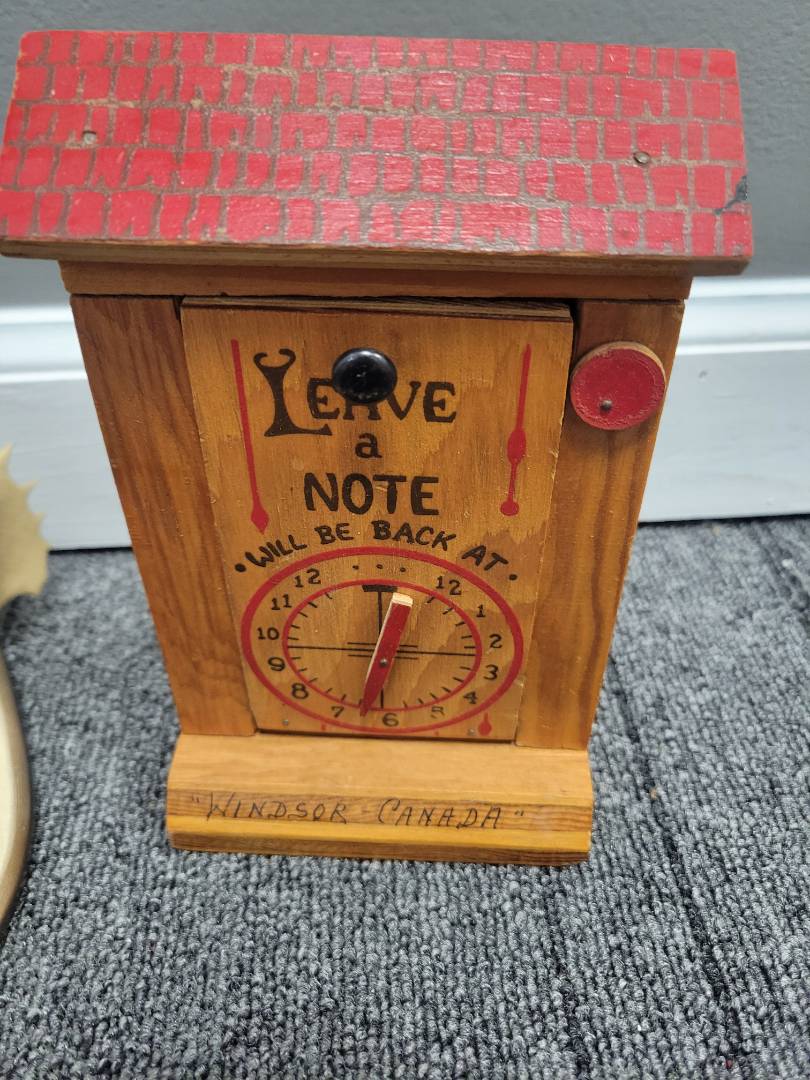 LEAVE
a
NOTE
• WILL BE BACK AT •
12 12
11 1
10 2
9 3
8 4
7 6 5
"WINDSOR - CANADA"